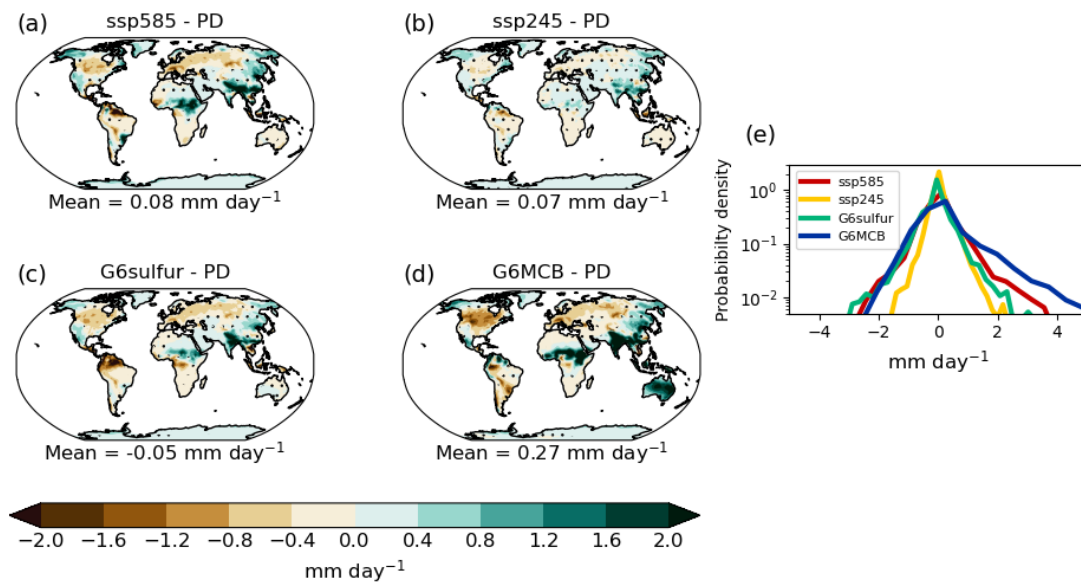 (a)
ssp585 - PD
Mean = 0.08 mm day⁻¹
(b)
ssp245 - PD
Mean = 0.07 mm day⁻¹
(c)
G6sulfur - PD
Mean = -0.05 mm day⁻¹
(d)
G6MCB - PD
Mean = 0.27 mm day⁻¹
−2.0 −1.6 −1.2 −0.8 −0.4 0.0 0.4 0.8 1.2 1.6 2.0
mm day⁻¹
(e)
Probabibilty density
10⁰
10⁻¹
10⁻²
ssp585
ssp245
G6sulfur
G6MCB
−4 −2 0 2 4
mm day⁻¹